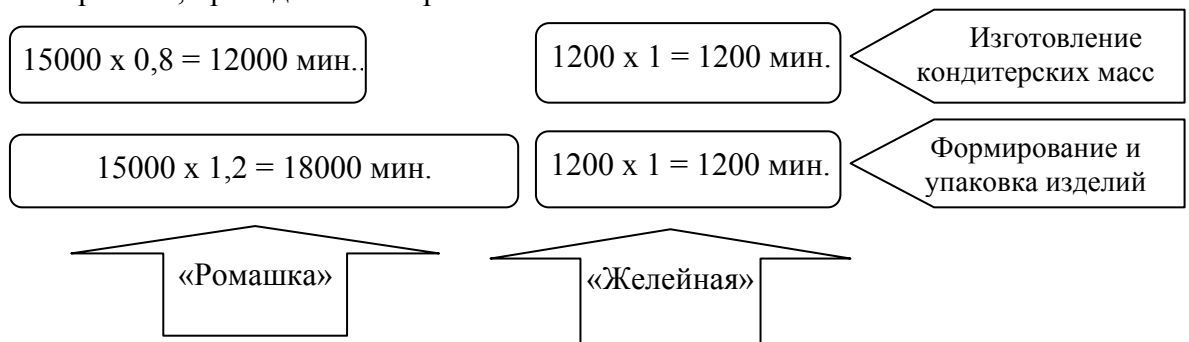 15000 х 0,8 = 12000 мин..
1200 х 1 = 1200 мин.
Изготовление
кондитерских масс
15000 х 1,2 = 18000 мин.
1200 х 1 = 1200 мин.
Формирование и
упаковка изделий
«Ромашка»
«Желейная»